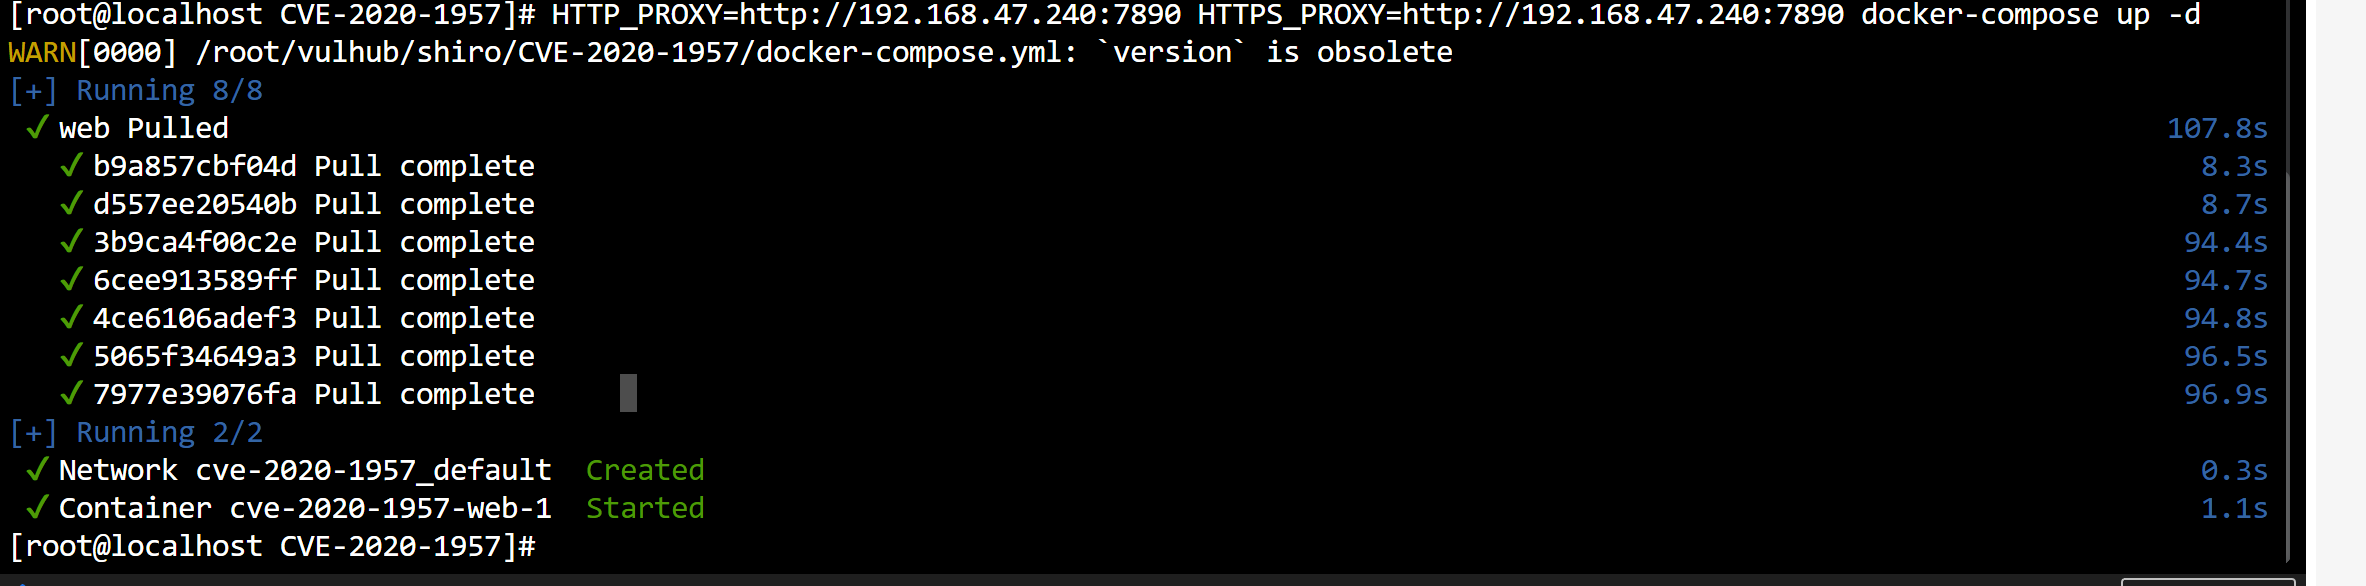 [root@localhost CVE-2020-1957]# HTTP_PROXY=http://192.168.47.240:7890 HTTPS_PROXY=http://192.168.47.240:7890 docker-compose up -d
WARN[0000] /root/vulhub/shiro/CVE-2020-1957/docker-compose.yml: `version` is obsolete
[+] Running 8/8
✓ web Pulled 107.8s
✓ b9a857cbf04d Pull complete 8.3s
✓ d557ee20540b Pull complete 8.7s
✓ 3b9ca4f00c2e Pull complete 94.4s
✓ 6cee913589ff Pull complete 94.7s
✓ 4ce6106adef3 Pull complete 94.8s
✓ 5065f34649a3 Pull complete 96.5s
✓ 7977e39076fa Pull complete 96.9s
[+] Running 2/2
✓ Network cve-2020-1957_default Created 0.3s
✓ Container cve-2020-1957-web-1 Started 1.1s
[root@localhost CVE-2020-1957]#